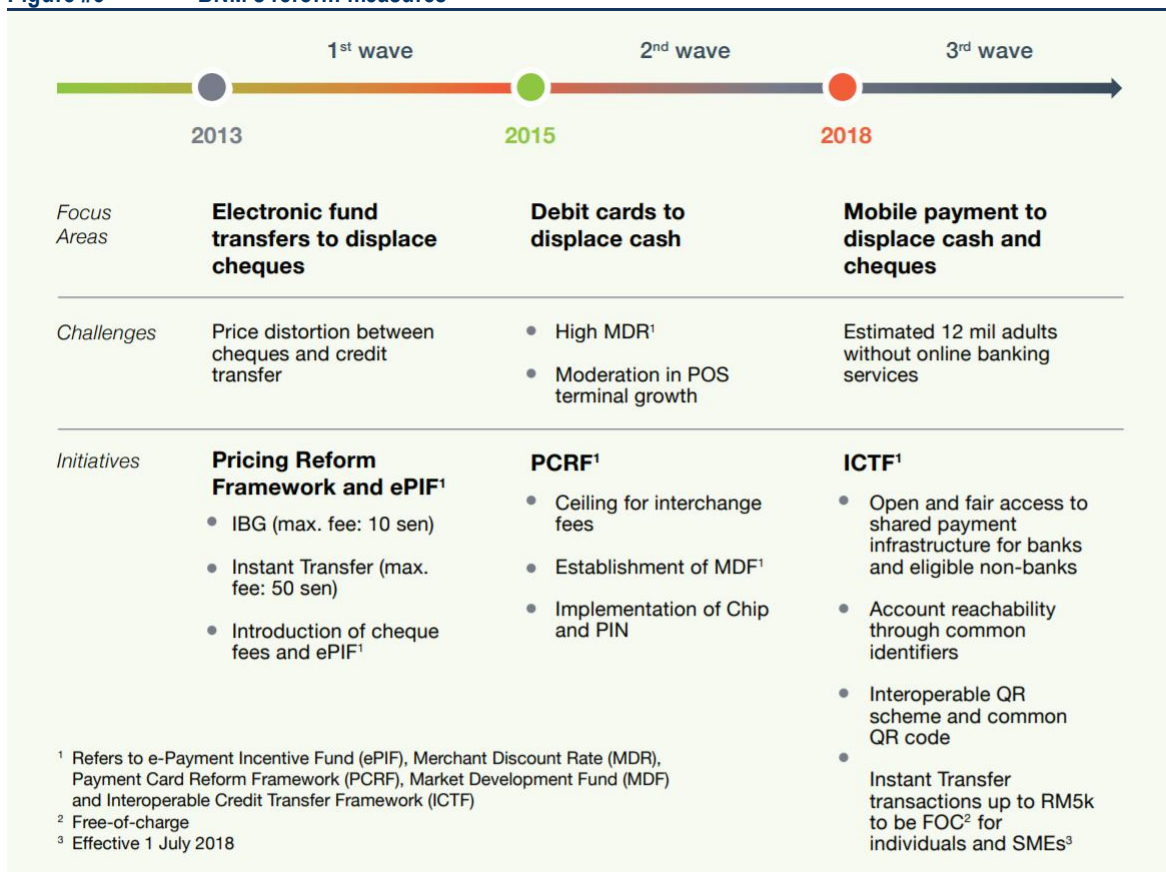 1st wave
2nd wave
3rd wave
2013
2015
2018
Focus
Areas
Electronic fund
transfers to displace
cheques
Debit cards to
displace cash
Mobile payment to
displace cash and
cheques
Challenges
Price distortion between
cheques and credit
transfer
• High MDR¹
• Moderation in POS
terminal growth
Estimated 12 mil adults
without online banking
services
Initiatives
Pricing Reform
Framework and ePIF¹
• IBG (max. fee: 10 sen)
• Instant Transfer (max.
fee: 50 sen)
• Introduction of cheque
fees and ePIF¹
PCRF¹
• Ceiling for interchange
fees
• Establishment of MDF¹
• Implementation of Chip
and PIN
ICTF¹
• Open and fair access to
shared payment
infrastructure for banks
and eligible non-banks
• Account reachability
through common
identifiers
• Interoperable QR
scheme and common
QR code
• Instant Transfer
transactions up to RM5k
to be FOC² for
individuals and SMEs³
¹ Refers to e-Payment Incentive Fund (ePIF), Merchant Discount Rate (MDR),
Payment Card Reform Framework (PCRF), Market Development Fund (MDF)
and Interoperable Credit Transfer Framework (ICTF)
² Free-of-charge
³ Effective 1 July 2018